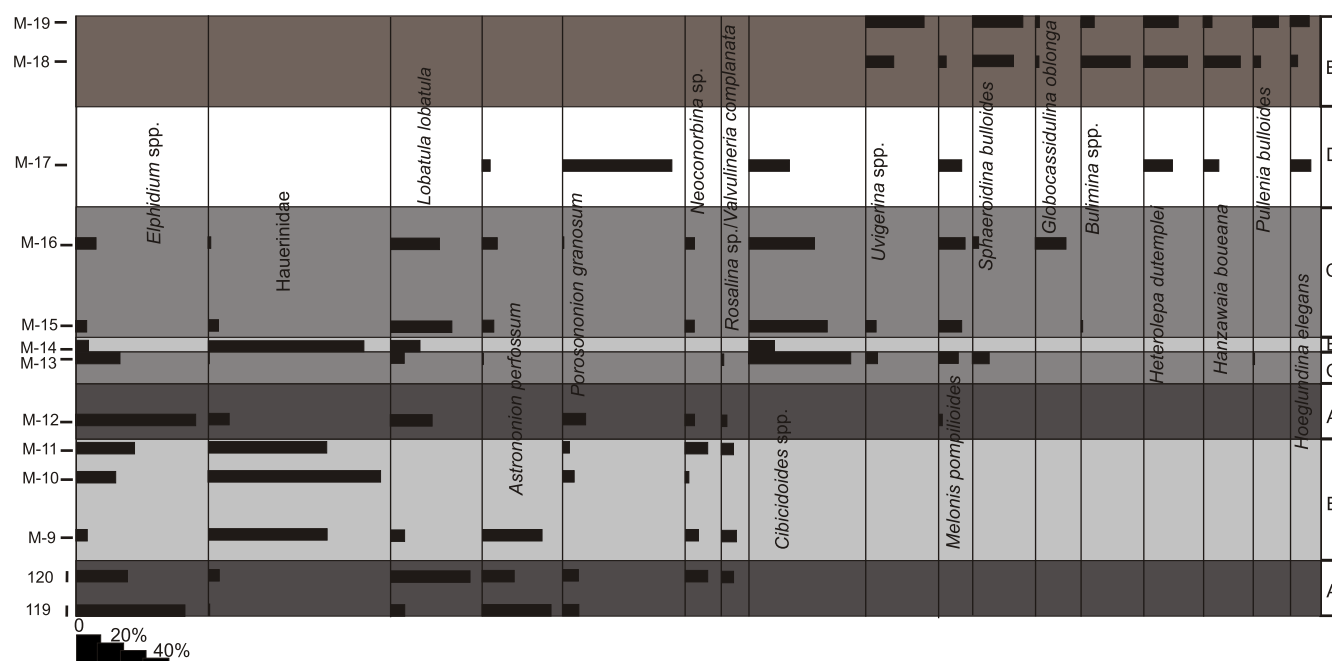 M-19
M-18
M-17
M-16
M-15
M-14
M-13
M-12
M-11
M-10
M-9
120
119
Elphidium spp.
Hauerinidae
Lobatula lobatula
Astrononion perfossum
Porosononion granosum
Neoconorbina sp.
Rosalina sp./Valvulineria complanata
Cibicidoides spp.
Uvigerina spp.
Melonis pompilioides
Sphaeroidina bulloides
Globocassidulina oblonga
Bulimina spp.
Heterolepa dutemplei
Hanzawaia boueana
Pullenia bulloides
Hoeglundina elegans
0
20%
40%